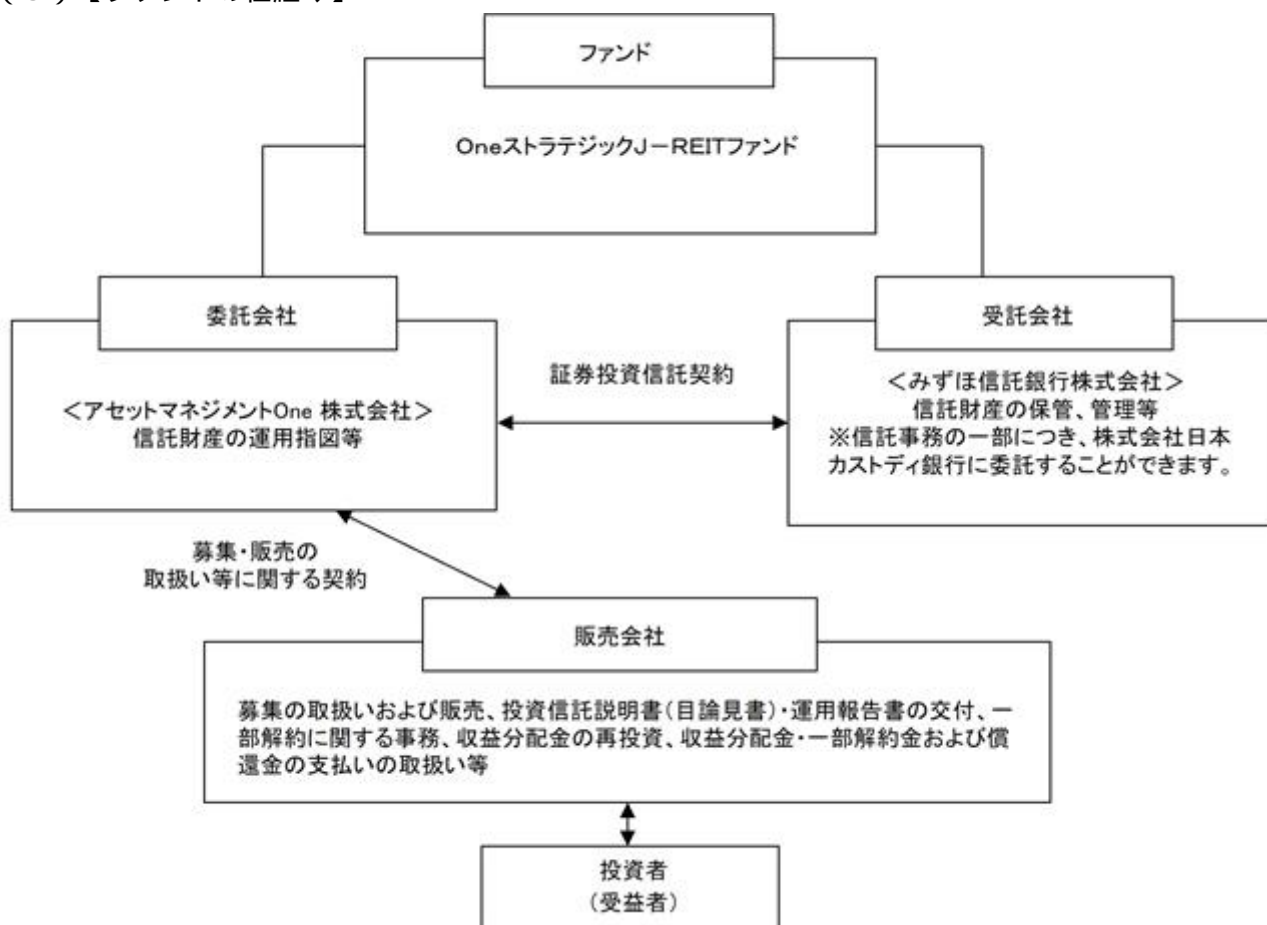 ファンド
OneストラテジックJ-REITファンド
委託会社
<アセットマネジメントOne 株式会社>
信託財産の運用指図等
証券投資信託契約
受託会社
<みずほ信託銀行株式会社>
信託財産の保管、管理等
※信託事務の一部につき、株式会社日本
カストディ銀行に委託することができます。
募集・販売の
取扱い等に関する契約
販売会社
募集の取扱いおよび販売、投資信託説明書(目論見書)・運用報告書の交付、一
部解約に関する事務、収益分配金の再投資、収益分配金・一部解約金および償
還金の支払いの取扱い等
投資者
(受益者)